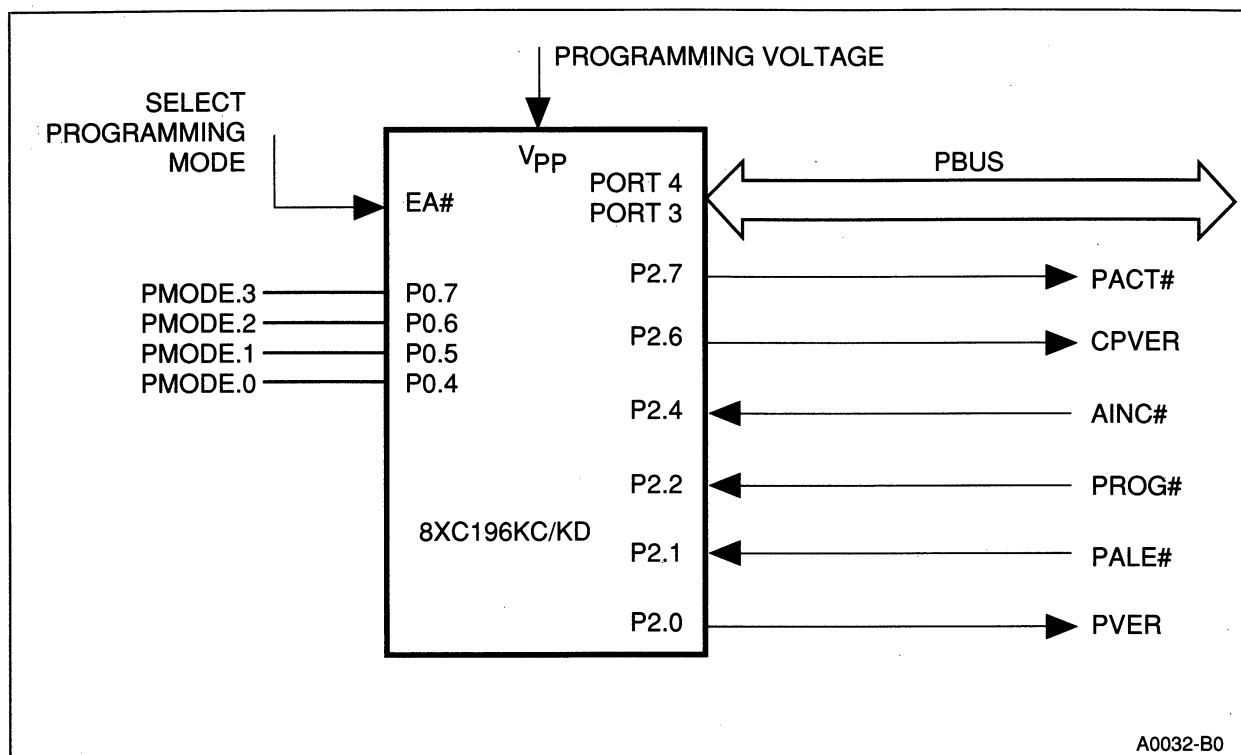 PROGRAMMING VOLTAGE
SELECT
PROGRAMMING
MODE
VPP
EA#
PORT 4
PORT 3
PBUS
PMODE.3
PMODE.2
PMODE.1
PMODE.0
P0.7
P0.6
P0.5
P0.4
P2.7
PACT#
P2.6
CPVER
P2.4
AINC#
P2.2
PROG#
8XC196KC/KD
P2.1
PALE#
P2.0
PVER
A0032-B0